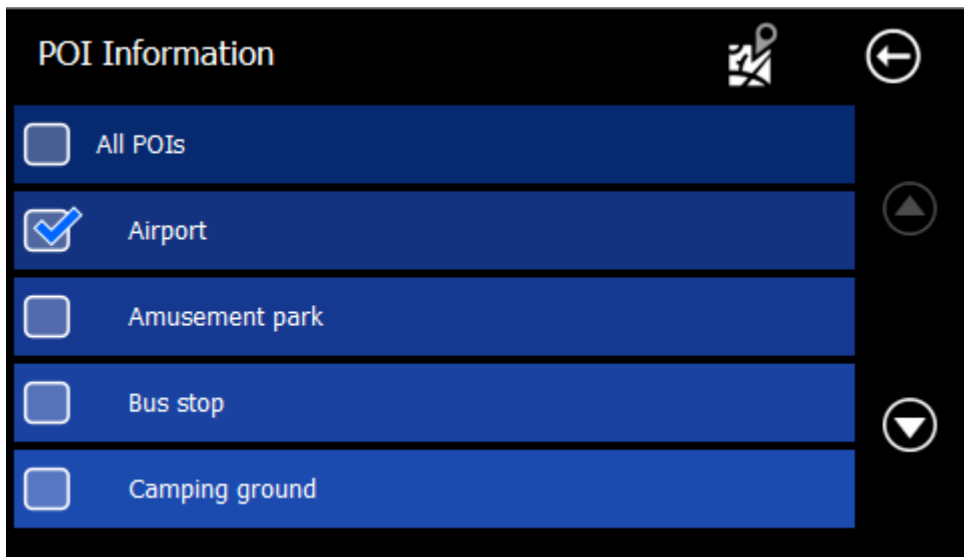 POI Information
All POIs
Airport
Amusement park
Bus stop
Camping ground